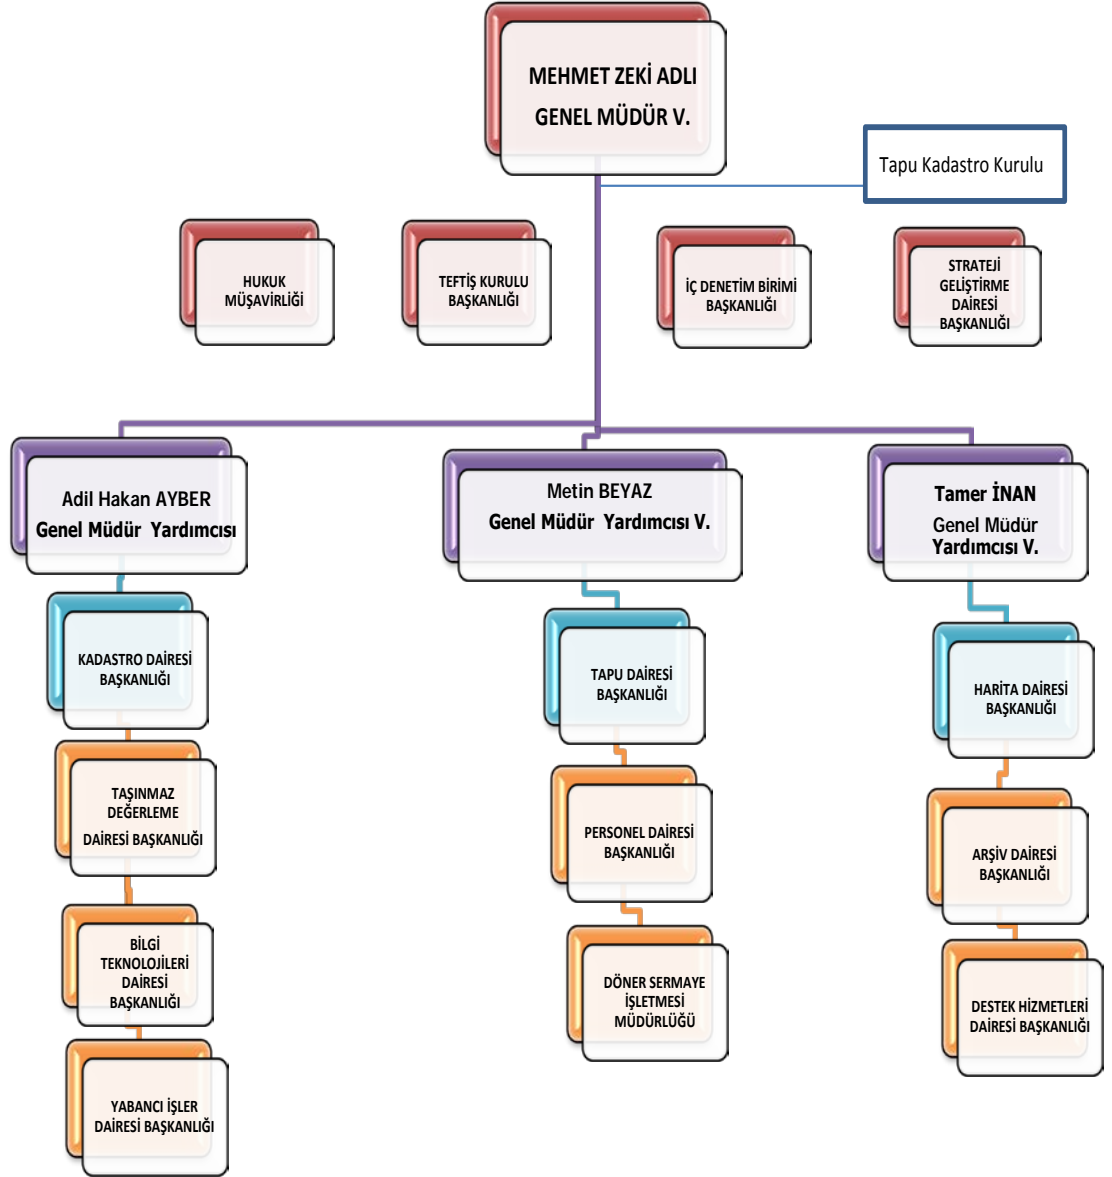 MEHMET ZEKİ ADLI
GENEL MÜDÜR V.
Tapu Kadastro Kurulu
HUKUK
MÜŞAVİRLİĞİ
TEFTİŞ KURULU
BAŞKANLIĞI
İÇ DENETİM BİRİMİ
BAŞKANLIĞI
STRATEJİ
GELİŞTİRME
DAİRESİ
BAŞKANLIĞI
Adil Hakan AYBER
Genel Müdür Yardımcısı
Metin BEYAZ
Genel Müdür Yardımcısı V.
Tamer İNAN
Genel Müdür
Yardımcısı V.
KADASTRO DAİRESİ
BAŞKANLIĞI
TAŞINMAZ
DEĞERLEME
DAİRESİ BAŞKANLIĞI
BİLGİ
TEKNOLOJİLERİ
DAİRESİ
BAŞKANLIĞI
YABANCI İŞLER
DAİRESİ BAŞKANLIĞI
TAPU DAİRESİ
BAŞKANLIĞI
PERSONEL DAİRESİ
BAŞKANLIĞI
DÖNER SERMAYE
İŞLETMESİ
MÜDÜRLÜĞÜ
HARİTA DAİRESİ
BAŞKANLIĞI
ARŞİV DAİRESİ
BAŞKANLIĞI
DESTEK HİZMETLERİ
DAİRESİ BAŞKANLIĞI